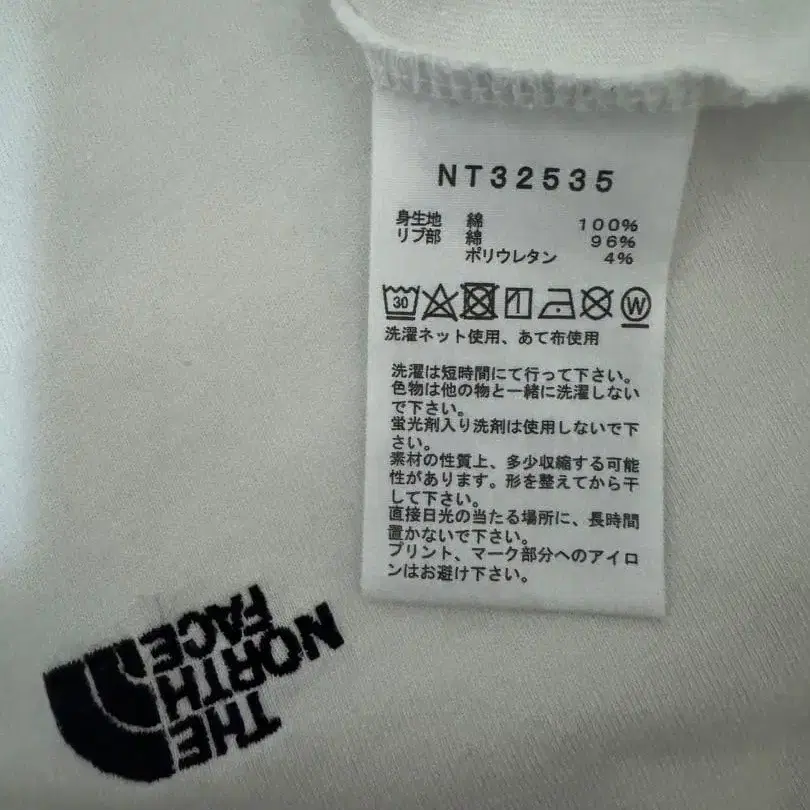 NT32535
身生地 綿 100%
リブ部 綿 96%
ポリウレタン 4%
30 W
洗濯ネット使用、あて布使用
洗濯は短時間にて行って下さい。
色物は他の物と一緒に洗濯しない
で下さい。
蛍光剤入り洗剤は使用しないで下
さい。
素材の性質上、多少収縮する可能
性があります。形を整えてから干
して下さい。
直接日光の当たる場所に、長時間
置かないで下さい。
プリント、マーク部分へのアイロ
ンはお避け下さい。
THE
NORTH
FACE